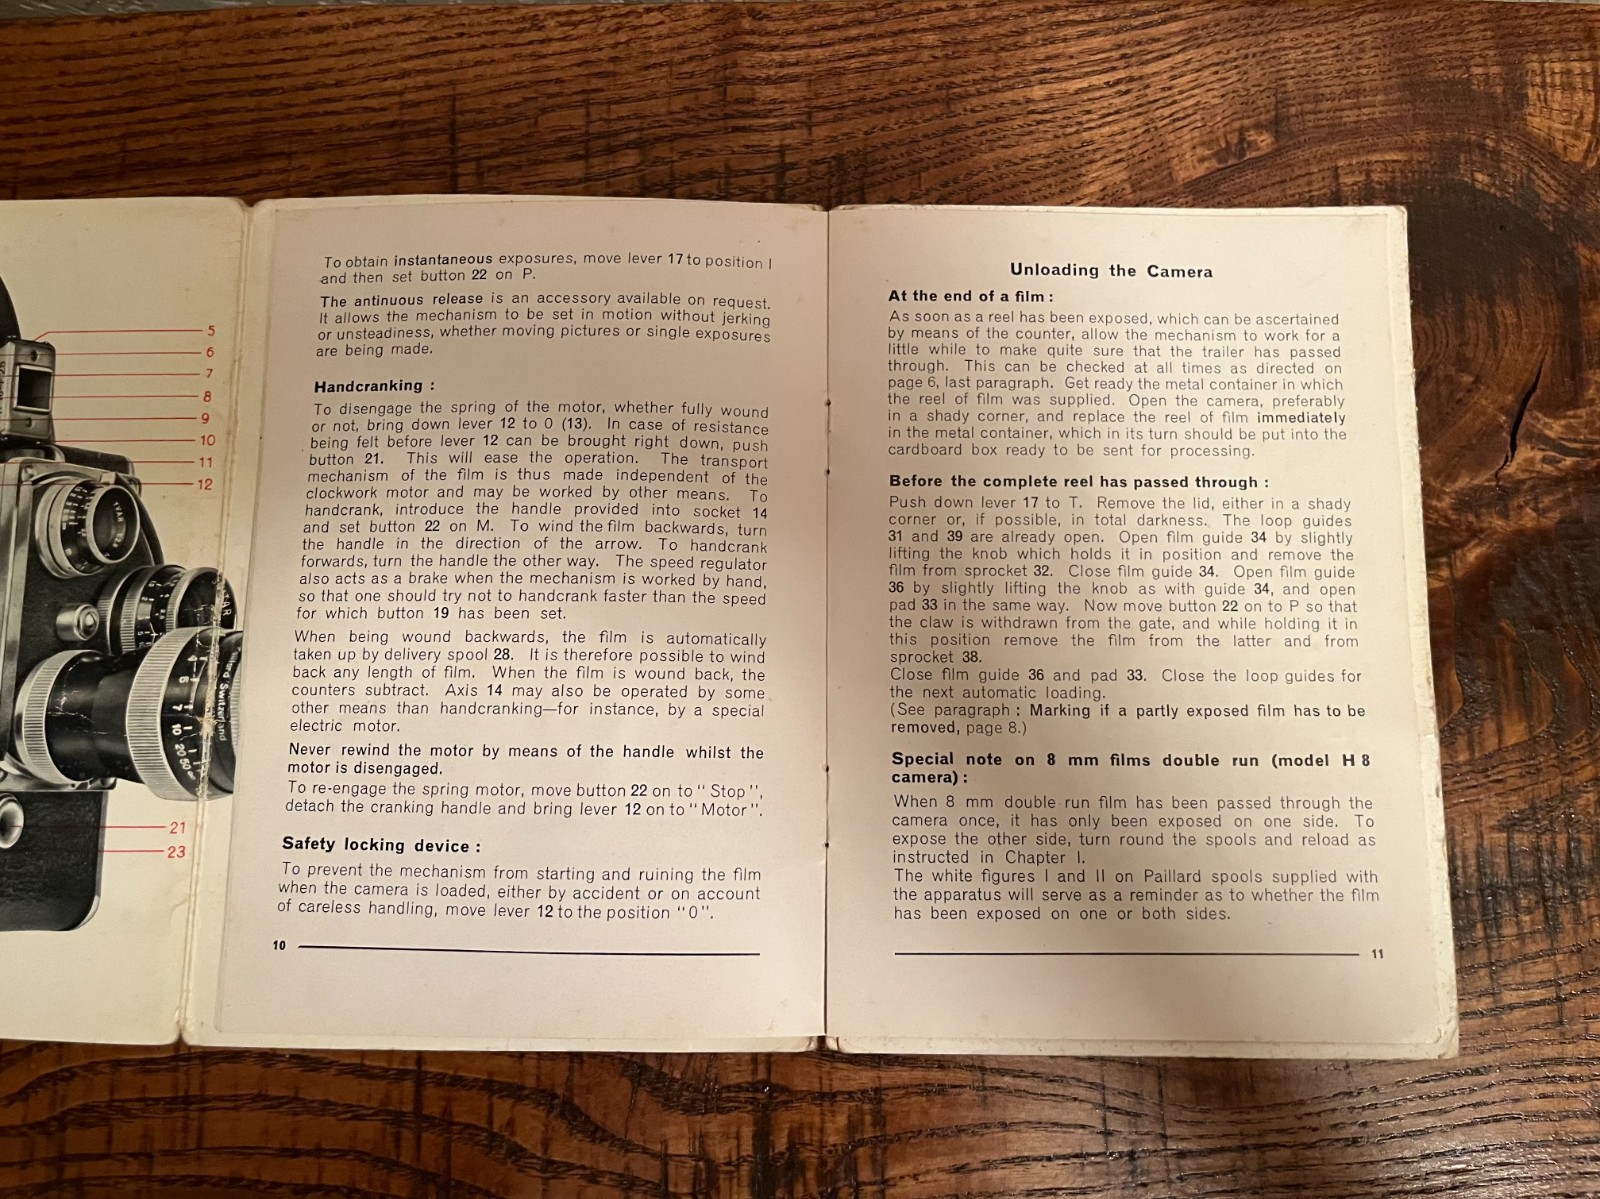 5
6
7
8
9
10
11
12
21
23
To obtain instantaneous exposures, move lever 17 to position I
and then set button 22 on P.
The antinuous release is an accessory available on request.
It allows the mechanism to be set in motion without jerking
or unsteadiness, whether moving pictures or single exposures
are being made.
Handcranking :
To disengage the spring of the motor, whether fully wound
or not, bring down lever 12 to 0 (13). In case of resistance
being felt before lever 12 can be brought right down, push
button 21. This will ease the operation. The transport
mechanism of the film is thus made independent of the
clockwork motor and may be worked by other means. To
handcrank, introduce the handle provided into socket 14
and set button 22 on M. To wind the film backwards, turn
the handle in the direction of the arrow. To handcrank
forwards, turn the handle the other way. The speed regulator
also acts as a brake when the mechanism is worked by hand,
so that one should try not to handcrank faster than the speed
for which button 19 has been set.
When being wound backwards, the film is automatically
taken up by delivery spool 28. It is therefore possible to wind
back any length of film. When the film is wound back, the
counters subtract. Axis 14 may also be operated by some
other means than handcranking—for instance, by a special
electric motor.
Never rewind the motor by means of the handle whilst the
motor is disengaged.
To re-engage the spring motor, move button 22 on to "Stop",
detach the cranking handle and bring lever 12 on to "Motor".
Safety locking device :
To prevent the mechanism from starting and ruining the film
when the camera is loaded, either by accident or on account
of careless handling, move lever 12 to the position "0".
10
Unloading the Camera
At the end of a film :
As soon as a reel has been exposed, which can be ascertained
by means of the counter, allow the mechanism to work for a
little while to make quite sure that the trailer has passed
through. This can be checked at all times as directed on
page 6, last paragraph. Get ready the metal container in which
the reel of film was supplied. Open the camera, preferably
in a shady corner, and replace the reel of film immediately
in the metal container, which in its turn should be put into the
cardboard box ready to be sent for processing.
Before the complete reel has passed through :
Push down lever 17 to T. Remove the lid, either in a shady
corner or, if possible, in total darkness. The loop guides
31 and 39 are already open. Open film guide 34 by slightly
lifting the knob which holds it in position and remove the
film from sprocket 32. Close film guide 34. Open film guide
36 by slightly lifting the knob as with guide 34, and open
pad 33 in the same way. Now move button 22 on to P so that
the claw is withdrawn from the gate, and while holding it in
this position remove the film from the latter and from
sprocket 38.
Close film guide 36 and pad 33. Close the loop guides for
the next automatic loading.
(See paragraph : Marking if a partly exposed film has to be
removed, page 8.)
Special note on 8 mm films double run (model H 8
camera) :
When 8 mm double run film has been passed through the
camera once, it has only been exposed on one side. To
expose the other side, turn round the spools and reload as
instructed in Chapter I.
The white figures I and II on Paillard spools supplied with
the apparatus will serve as a reminder as to whether the film
has been exposed on one or both sides.
11